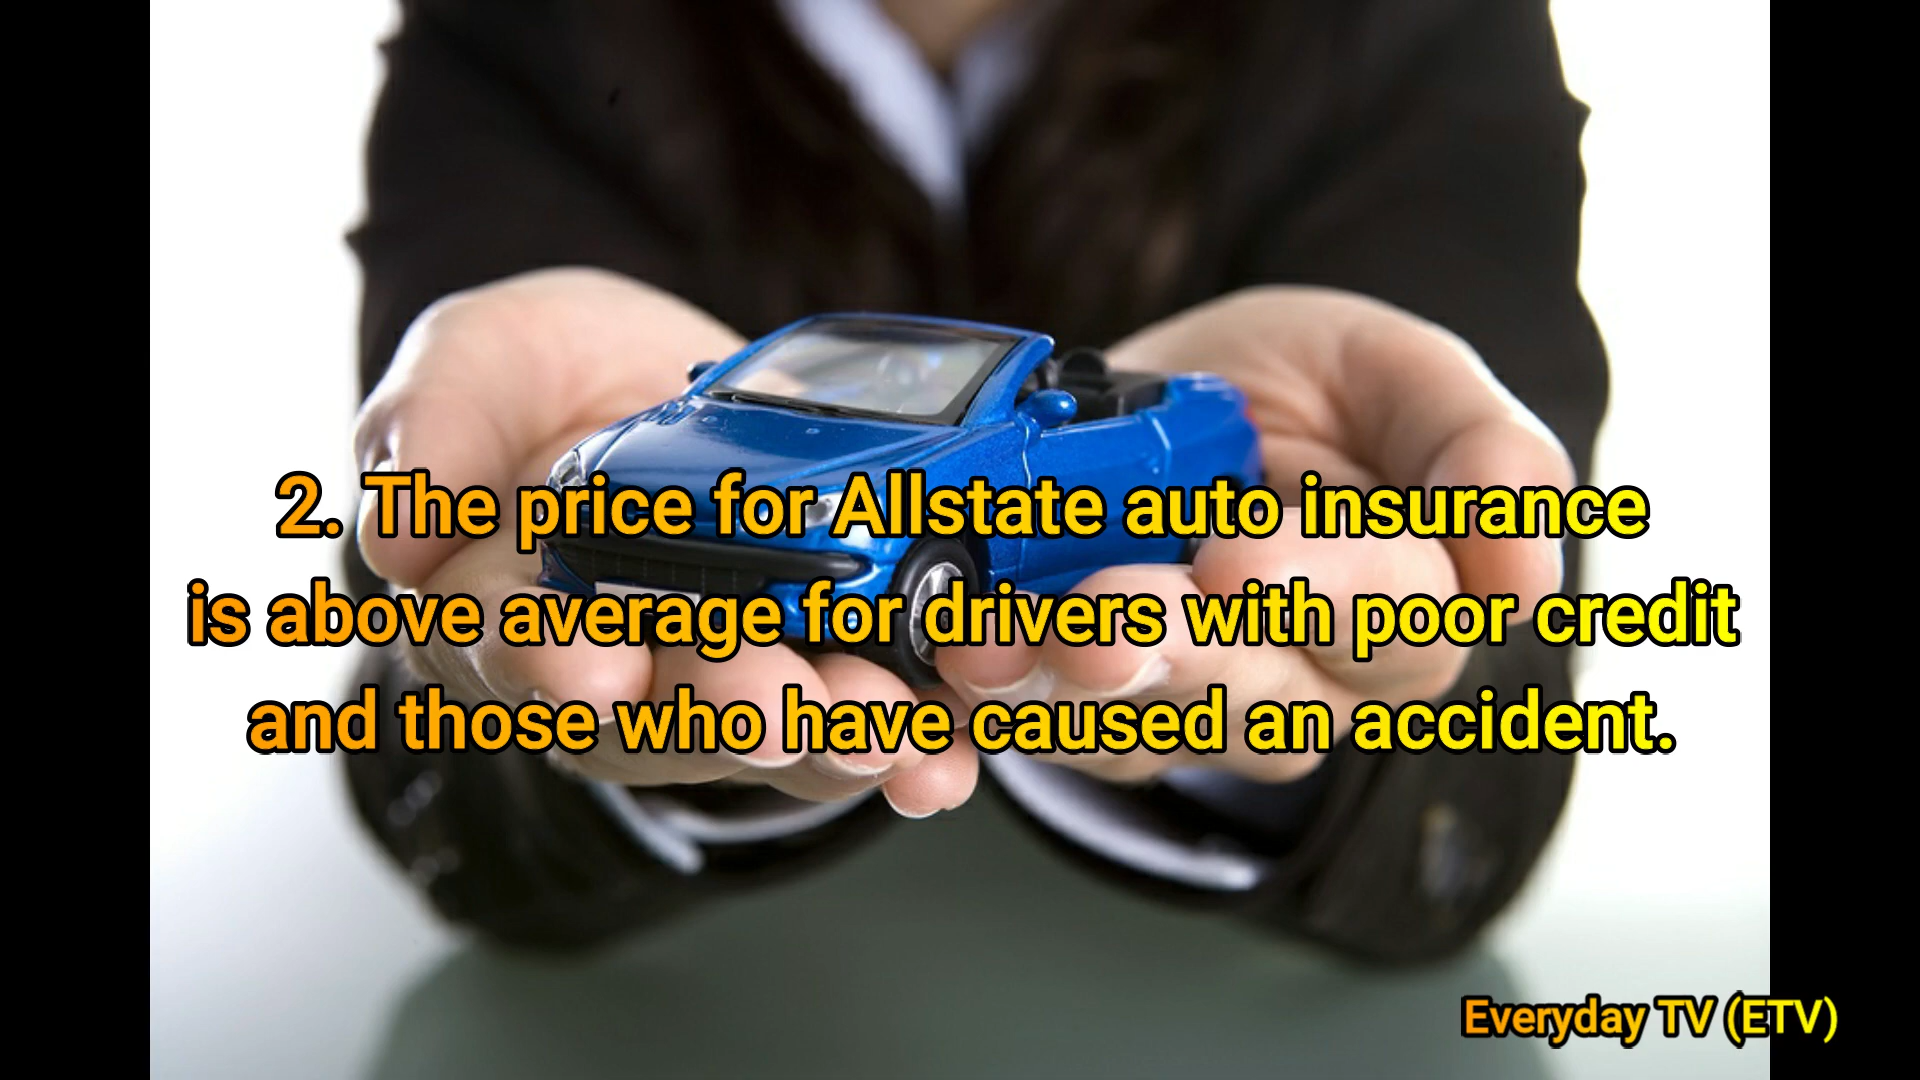 2. The price for Allstate auto insurance
is above average for drivers with poor credit
and those who have caused an accident.
Everyday TV (ETV)